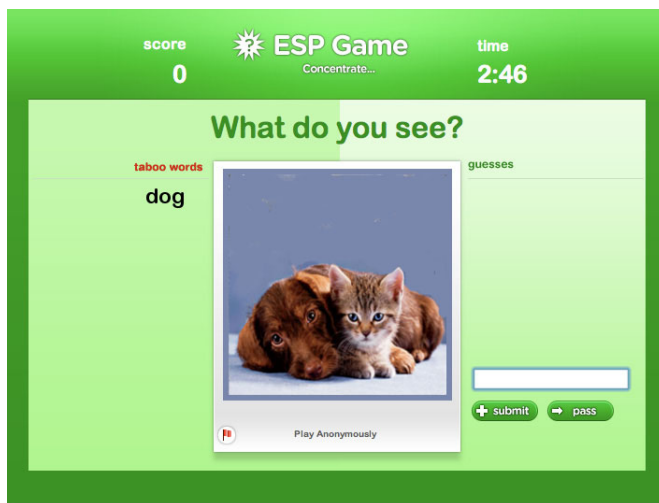 score
0
ESP Game
Concentrate...
time
2:46
What do you see?
taboo words
dog
guesses
submit
pass
Play Anonymously